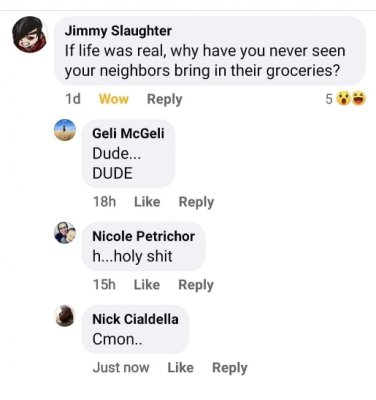 Jimmy Slaughter
If life was real, why have you never seen
your neighbors bring in their groceries?
1d Wow Reply 5
Geli McGeli
Dude...
DUDE
18h Like Reply
Nicole Petrichor
h...holy shit
15h Like Reply
Nick Cialdella
Cmon..
Just now Like Reply